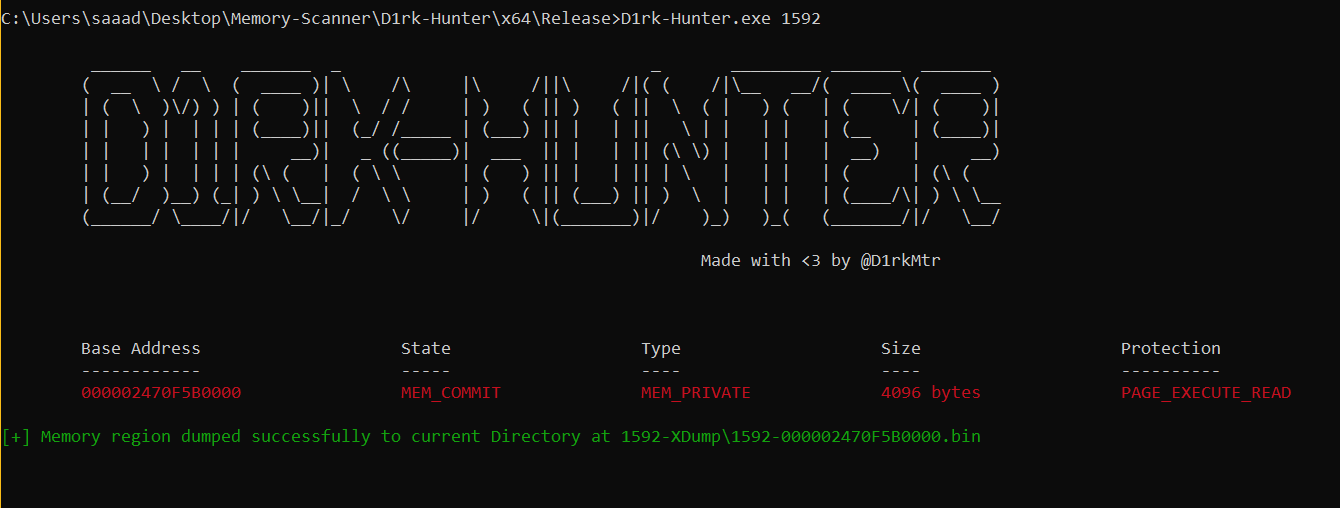 C:\Users\saaad\Desktop\Memory-Scanner\D1rk-Hunter\x64\Release>D1rk-Hunter.exe 1592
D1RK-HUNTER
Made with <3 by @D1rkMtr
Base Address State Type Size Protection
------------ ----- ---- ---- ----------
000002470F5B0000 MEM_COMMIT MEM_PRIVATE 4096 bytes PAGE_EXECUTE_READ
[+] Memory region dumped successfully to current Directory at 1592-XDump\1592-000002470F5B0000.bin